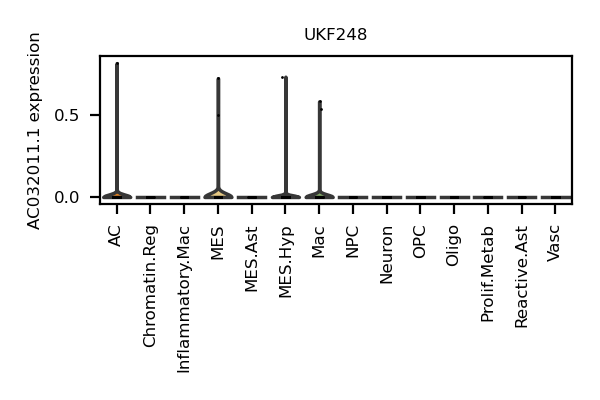 UKF248
AC032011.1 expression
0.5
0.0
AC
Chromatin.Reg
Inflammatory.Mac
MES
MES.Ast
MES.Hyp
Mac
NPC
Neuron
OPC
Oligo
Prolif.Metab
Reactive.Ast
Vasc